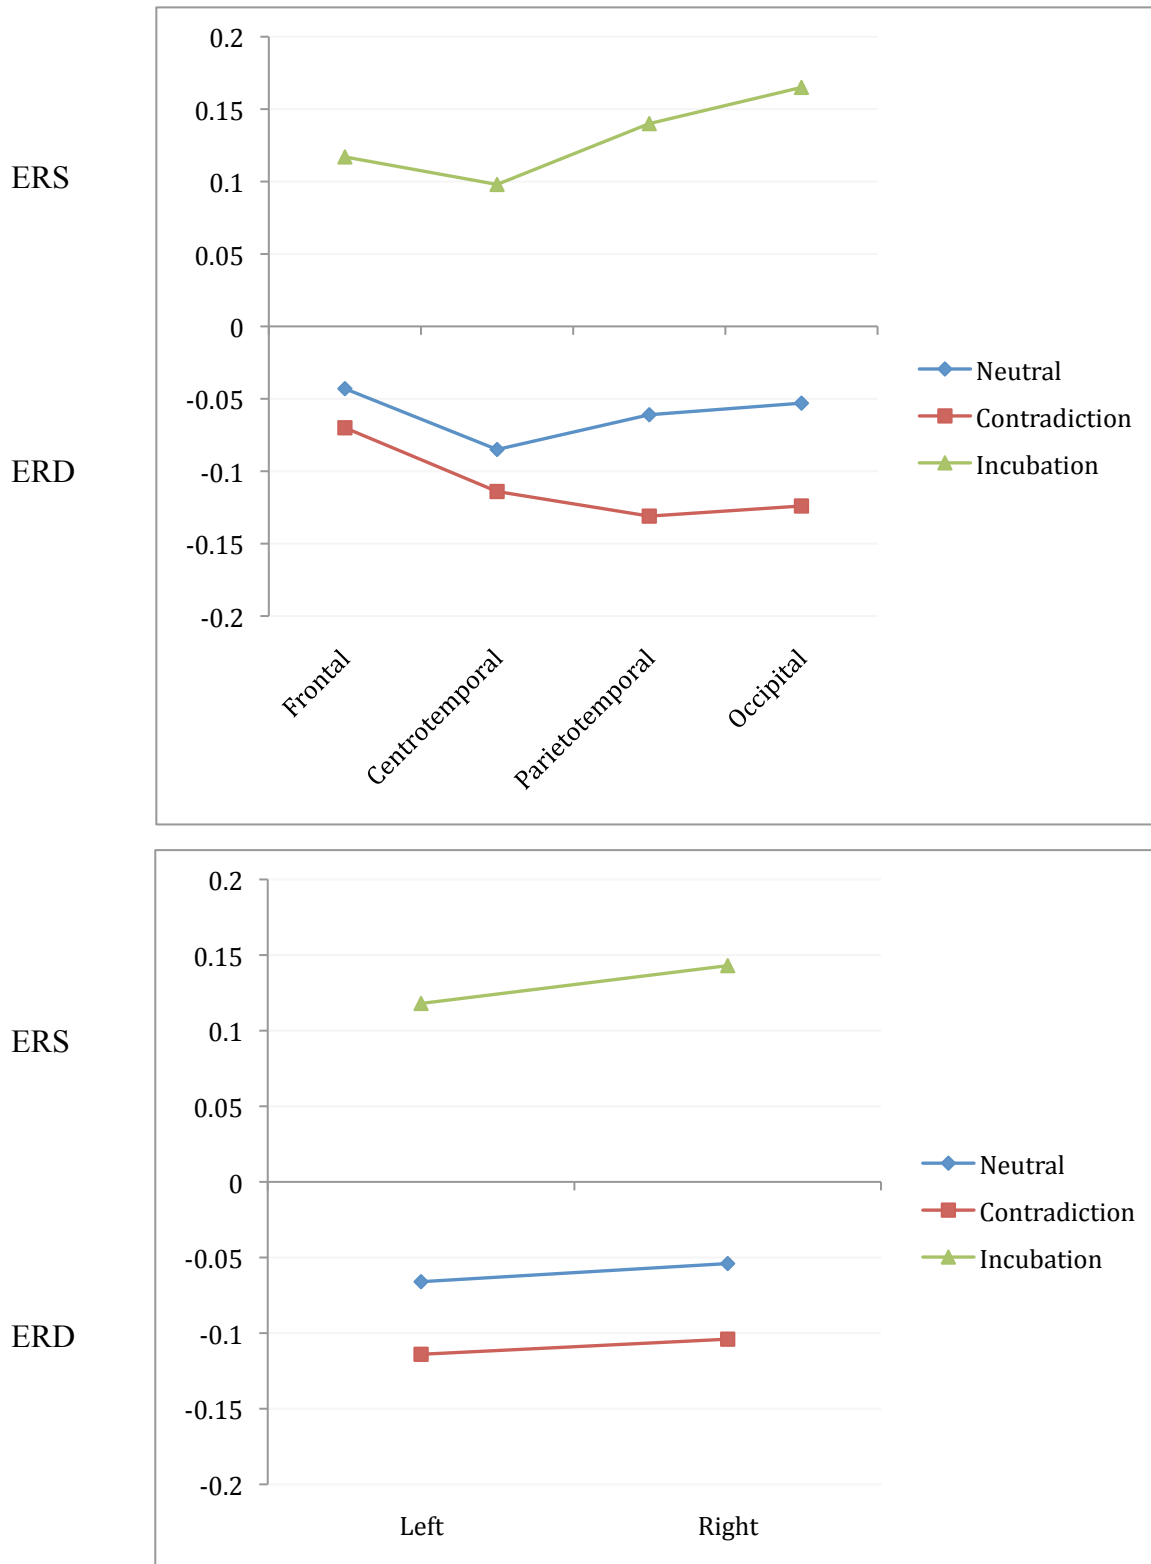 0.2
0.15
ERS
0.1
0.05
0
Neutral
-0.05
Contradiction
ERD
-0.1
Incubation
-0.15
-0.2
Frontal
Centrotemporal
Parietotemporal
Occipital
0.2
0.15
ERS
0.1
0.05
0
Neutral
Contradiction
-0.05
Incubation
ERD
-0.1
-0.15
-0.2
Left Right